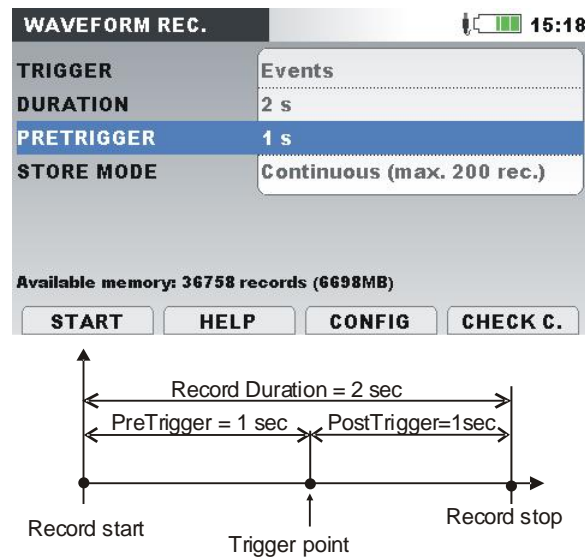 WAVEFORM REC. 15:18
TRIGGER Events
DURATION 2 s
PRETRIGGER 1 s
STORE MODE Continuous (max. 200 rec.)
Available memory: 36758 records (6698MB)
START HELP CONFIG CHECK C.
Record Duration = 2 sec
PreTrigger = 1 sec PostTrigger=1sec
Record start Trigger point Record stop